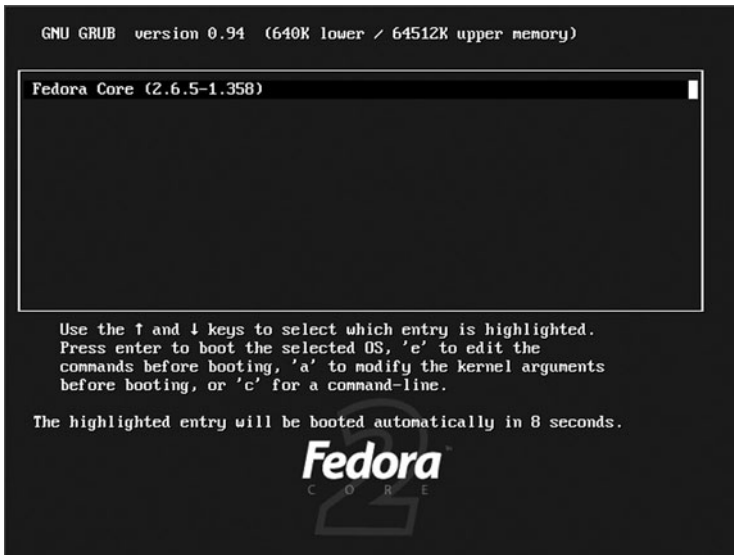 GNU GRUB version 0.94 (640K lower / 64512K upper memory)
Fedora Core (2.6.5-1.358)
Use the ↑ and ↓ keys to select which entry is highlighted.
Press enter to boot the selected OS, 'e' to edit the
commands before booting, 'a' to modify the kernel arguments
before booting, or 'c' for a command-line.
The highlighted entry will be booted automatically in 8 seconds.
Fedora™
CORE
2